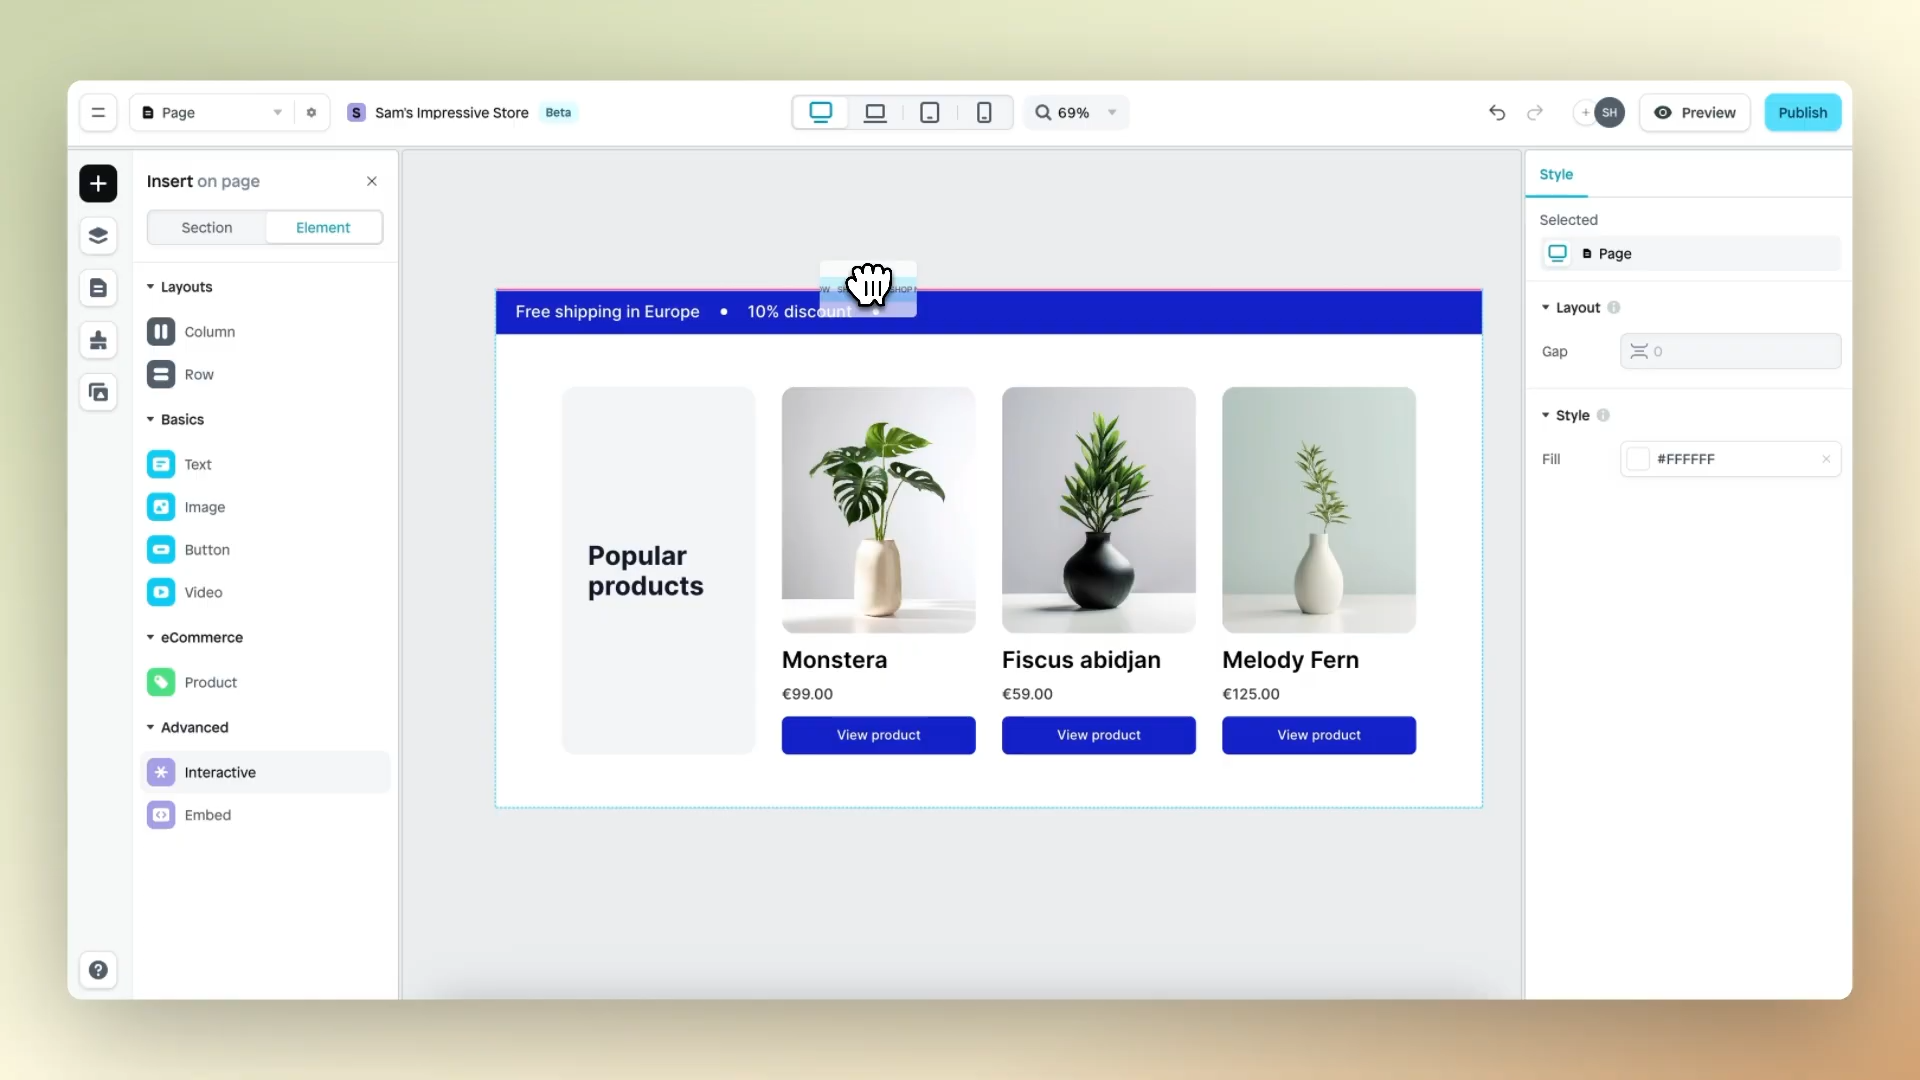 Page
S
Sam's Impressive Store
Beta
69%
SH
Preview
Publish
Insert on page
Section
Element
Layouts
Column
Row
Basics
Text
Image
Button
Video
eCommerce
Product
Advanced
Interactive
Embed
Free shipping in Europe • 10% discount •
Popular
products
Monstera
€99.00
View product
Fiscus abidjan
€59.00
View product
Melody Fern
€125.00
View product
Style
Selected
Page
Layout
Gap
0
Style
Fill
#FFFFFF